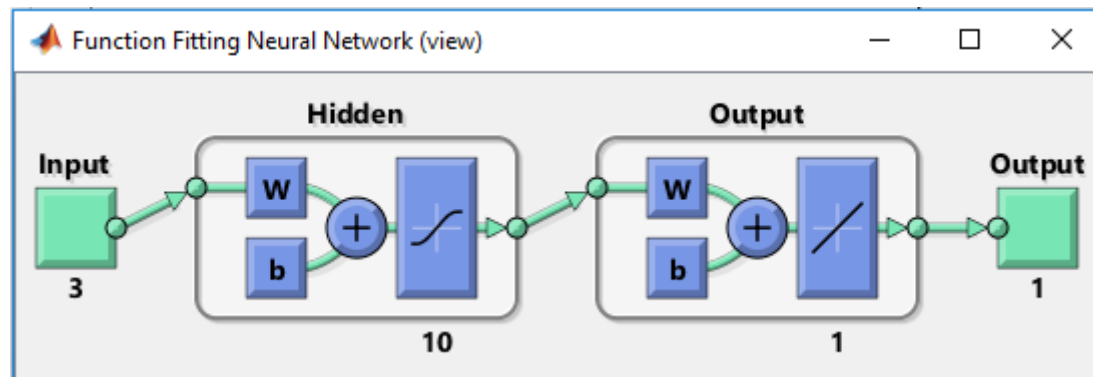 Function Fitting Neural Network (view)
Hidden
Output
Input
Output
W
W
b
b
3
1
10
1